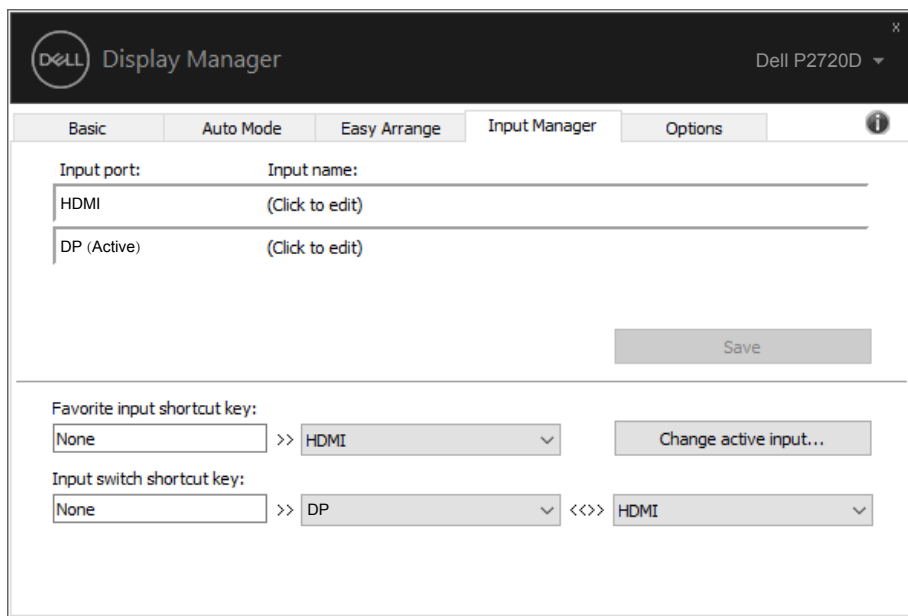 x
DELL Display Manager Dell P2720D
Basic Auto Mode Easy Arrange Input Manager Options i
Input port: Input name:
HDMI (Click to edit)
DP (Active) (Click to edit)
Save
Favorite input shortcut key:
None >> HDMI Change active input...
Input switch shortcut key:
None >> DP <<>> HDMI